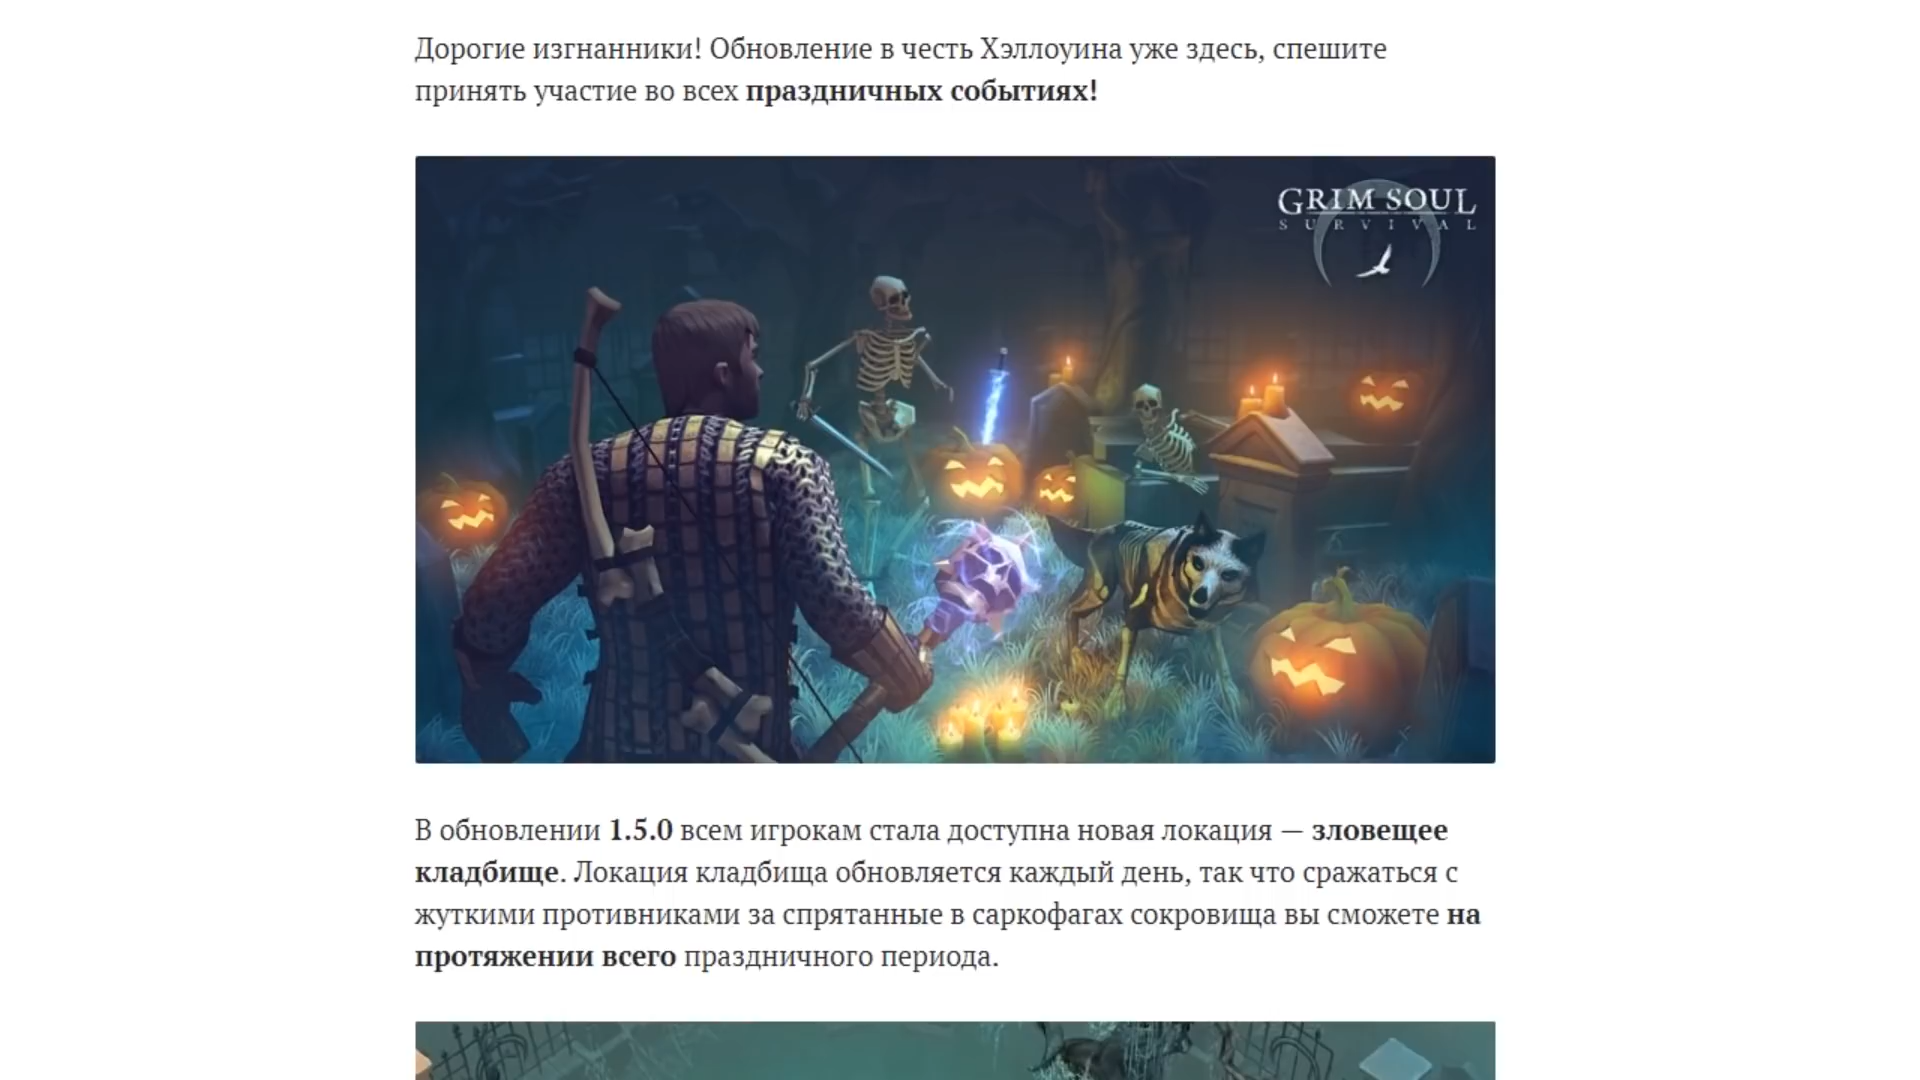 Дорогие изгнанники! Обновление в честь Хэллоуина уже здесь, спешите
принять участие во всех праздничных событиях!
GRIM SOUL
SURVIVAL
В обновлении 1.5.0 всем игрокам стала доступна новая локация — зловещее
кладбище. Локация кладбища обновляется каждый день, так что сражаться с
жуткими противниками за спрятанные в саркофагах сокровища вы сможете на
протяжении всего праздничного периода.